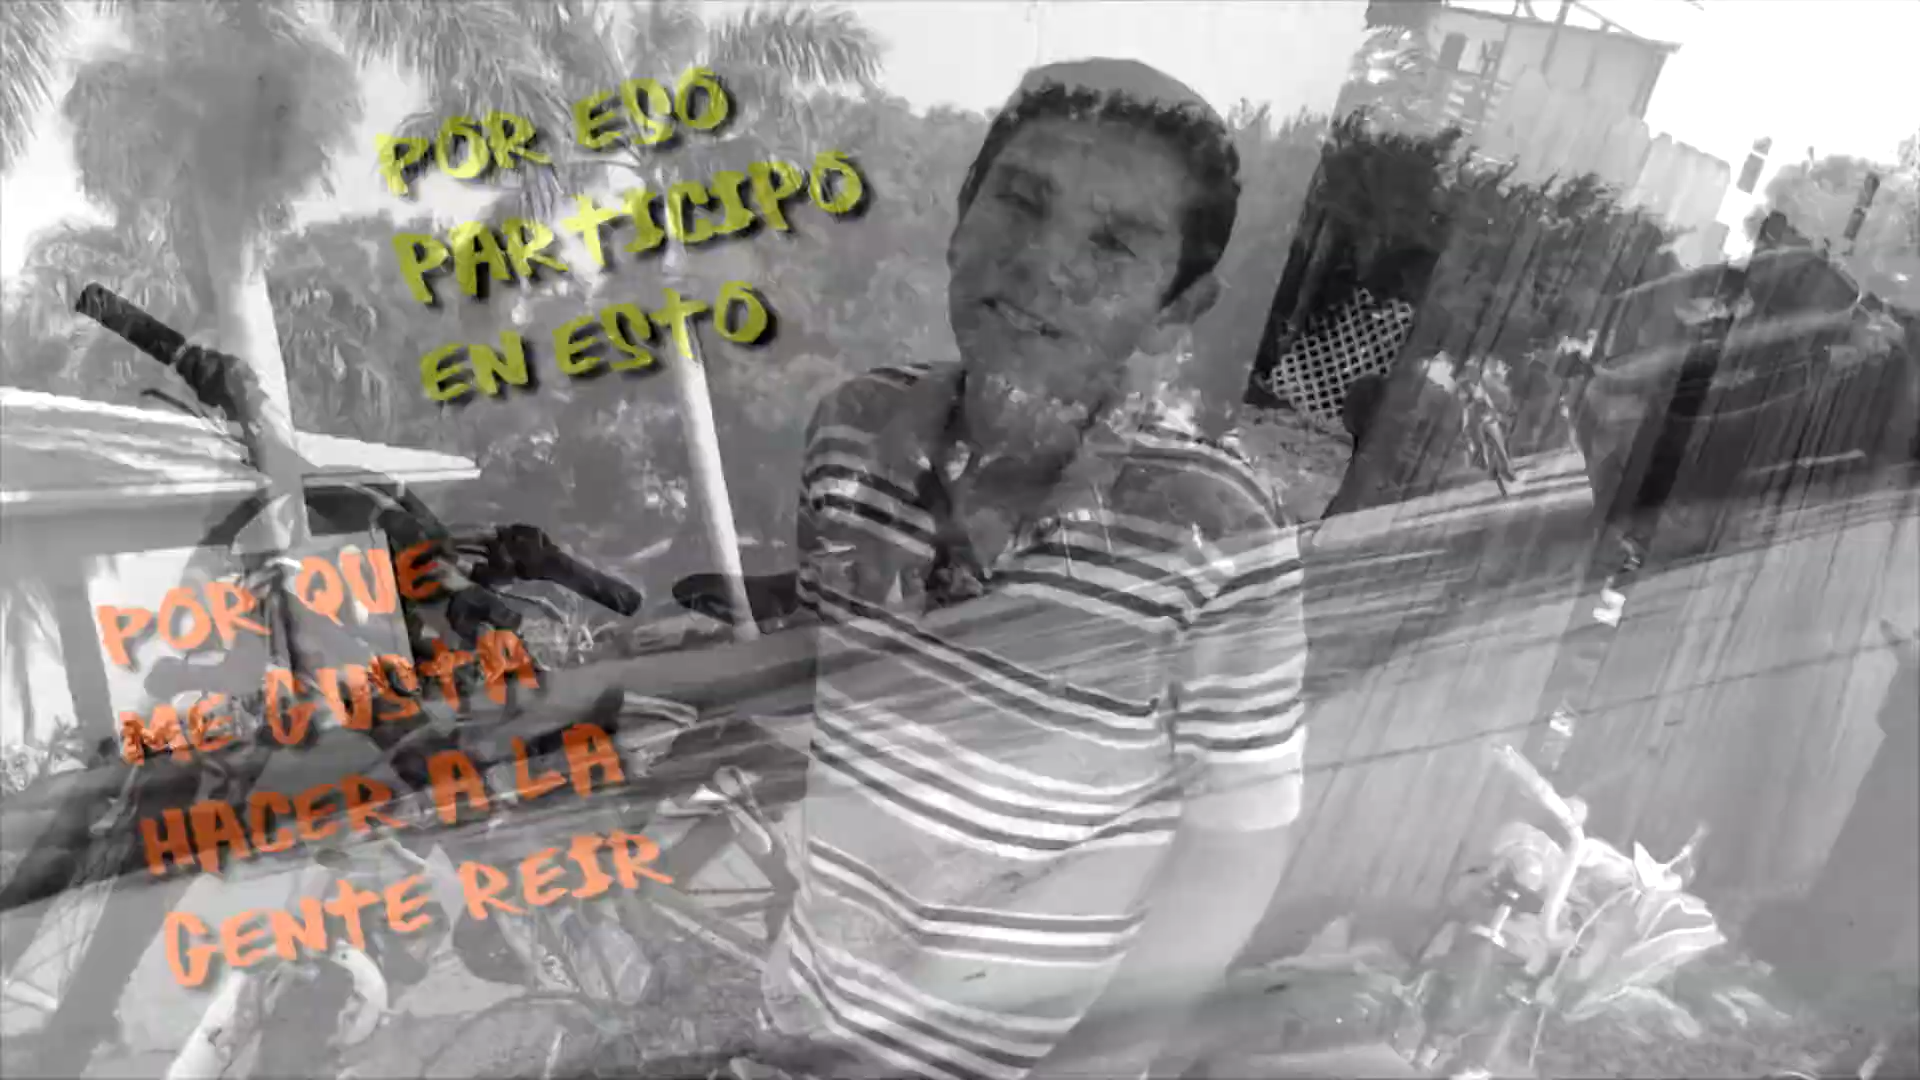 POR ESO
PARTICIPO
EN ESTO
POR QUE
ME GUSTA
HACER A LA
GENTE REIR